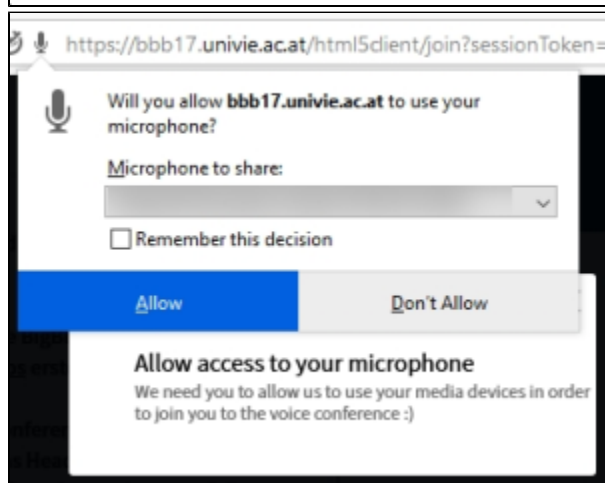 https://bbb17.univie.ac.at/html5client/join?sessionToken=
Will you allow bbb17.univie.ac.at to use your
microphone?
Microphone to share:
Remember this decision
Allow
Don't Allow
Allow access to your microphone
We need you to allow us to use your media devices in order
to join you to the voice conference :)